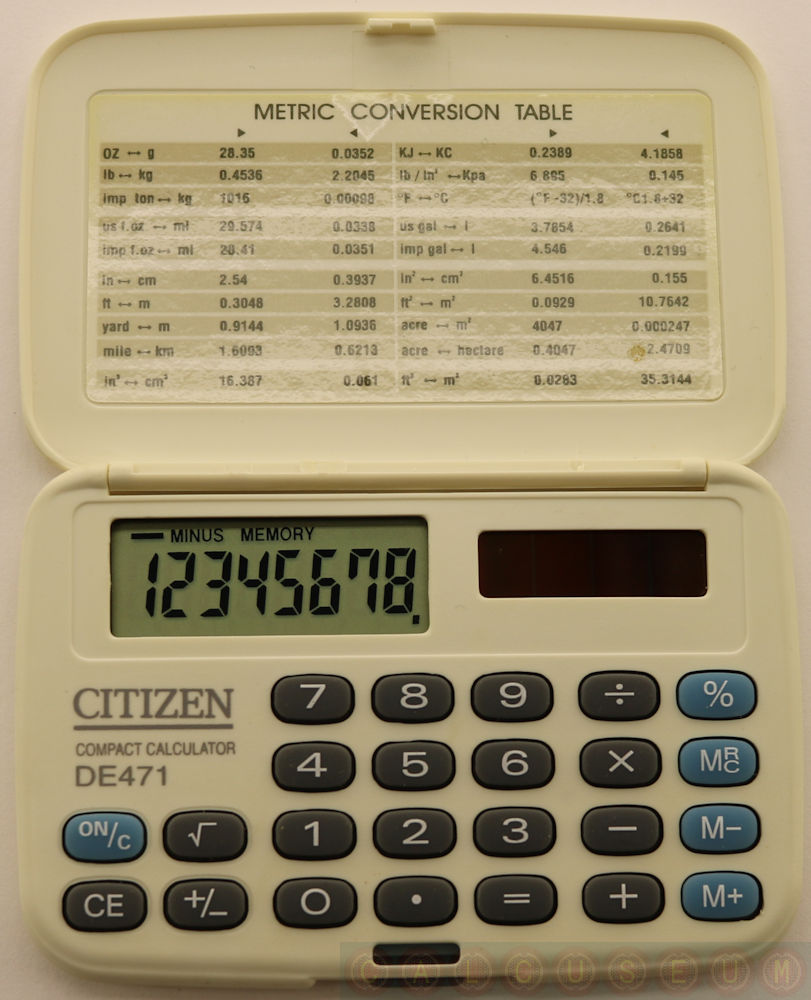 METRIC CONVERSION TABLE
▶ ◀ ▶ ◀
OZ ↔ g 28.35 0.0352 KJ ↔ KC 0.2389 4.1858
lb ↔ kg 0.4536 2.2045 lb / in² ↔ Kpa 6.895 0.145
imp ton ↔ kg 1016 0.00098 °F ↔ °C (°F-32)/1.8 °C1.8+32
us f.oz ↔ ml 29.574 0.0338 us gal ↔ l 3.7854 0.2641
imp f.oz ↔ ml 28.41 0.0351 imp gal ↔ l 4.546 0.2199
in ↔ cm 2.54 0.3937 in² ↔ cm² 6.4516 0.155
ft ↔ m 0.3048 3.2808 ft² ↔ m² 0.0929 10.7642
yard ↔ m 0.9144 1.0936 acre ↔ m² 4047 0.000247
mile ↔ km 1.6093 0.6213 acre ↔ hectare 0.4047 2.4709
in³ ↔ cm³ 16.387 0.061 ft³ ↔ m³ 0.0283 35.3144
— MINUS MEMORY
12345678.
CITIZEN
COMPACT CALCULATOR
DE471
7 8 9 ÷ %
4 5 6 × MRC
ON/C √ 1 2 3 − M−
CE +/− 0 · = + M+
CALCUSEUM